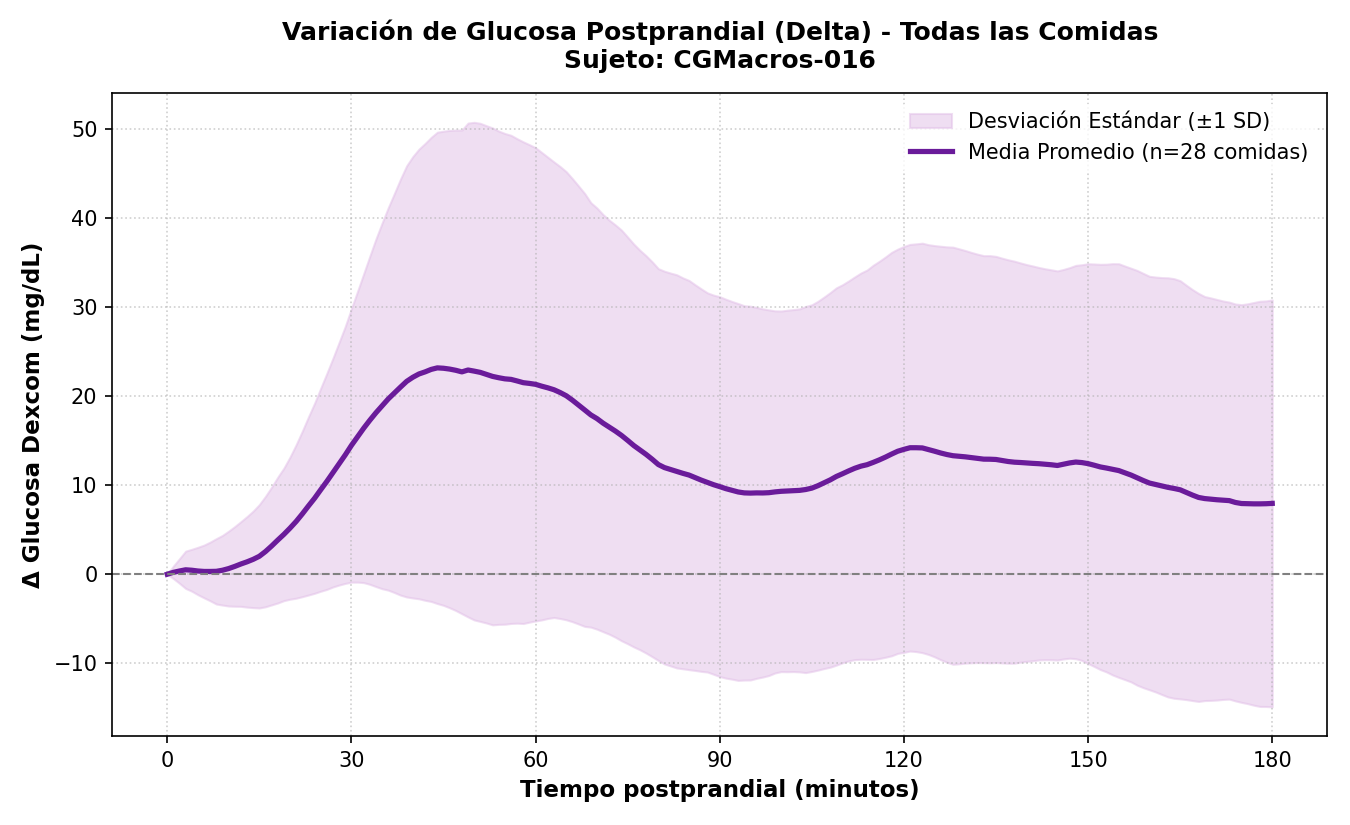 Variación de Glucosa Postprandial (Delta) - Todas las Comidas
Sujeto: CGMacros-016
Desviación Estándar (±1 SD)
Media Promedio (n=28 comidas)
Δ Glucosa Dexcom (mg/dL)
50
40
30
20
10
0
−10
0 30 60 90 120 150 180
Tiempo postprandial (minutos)